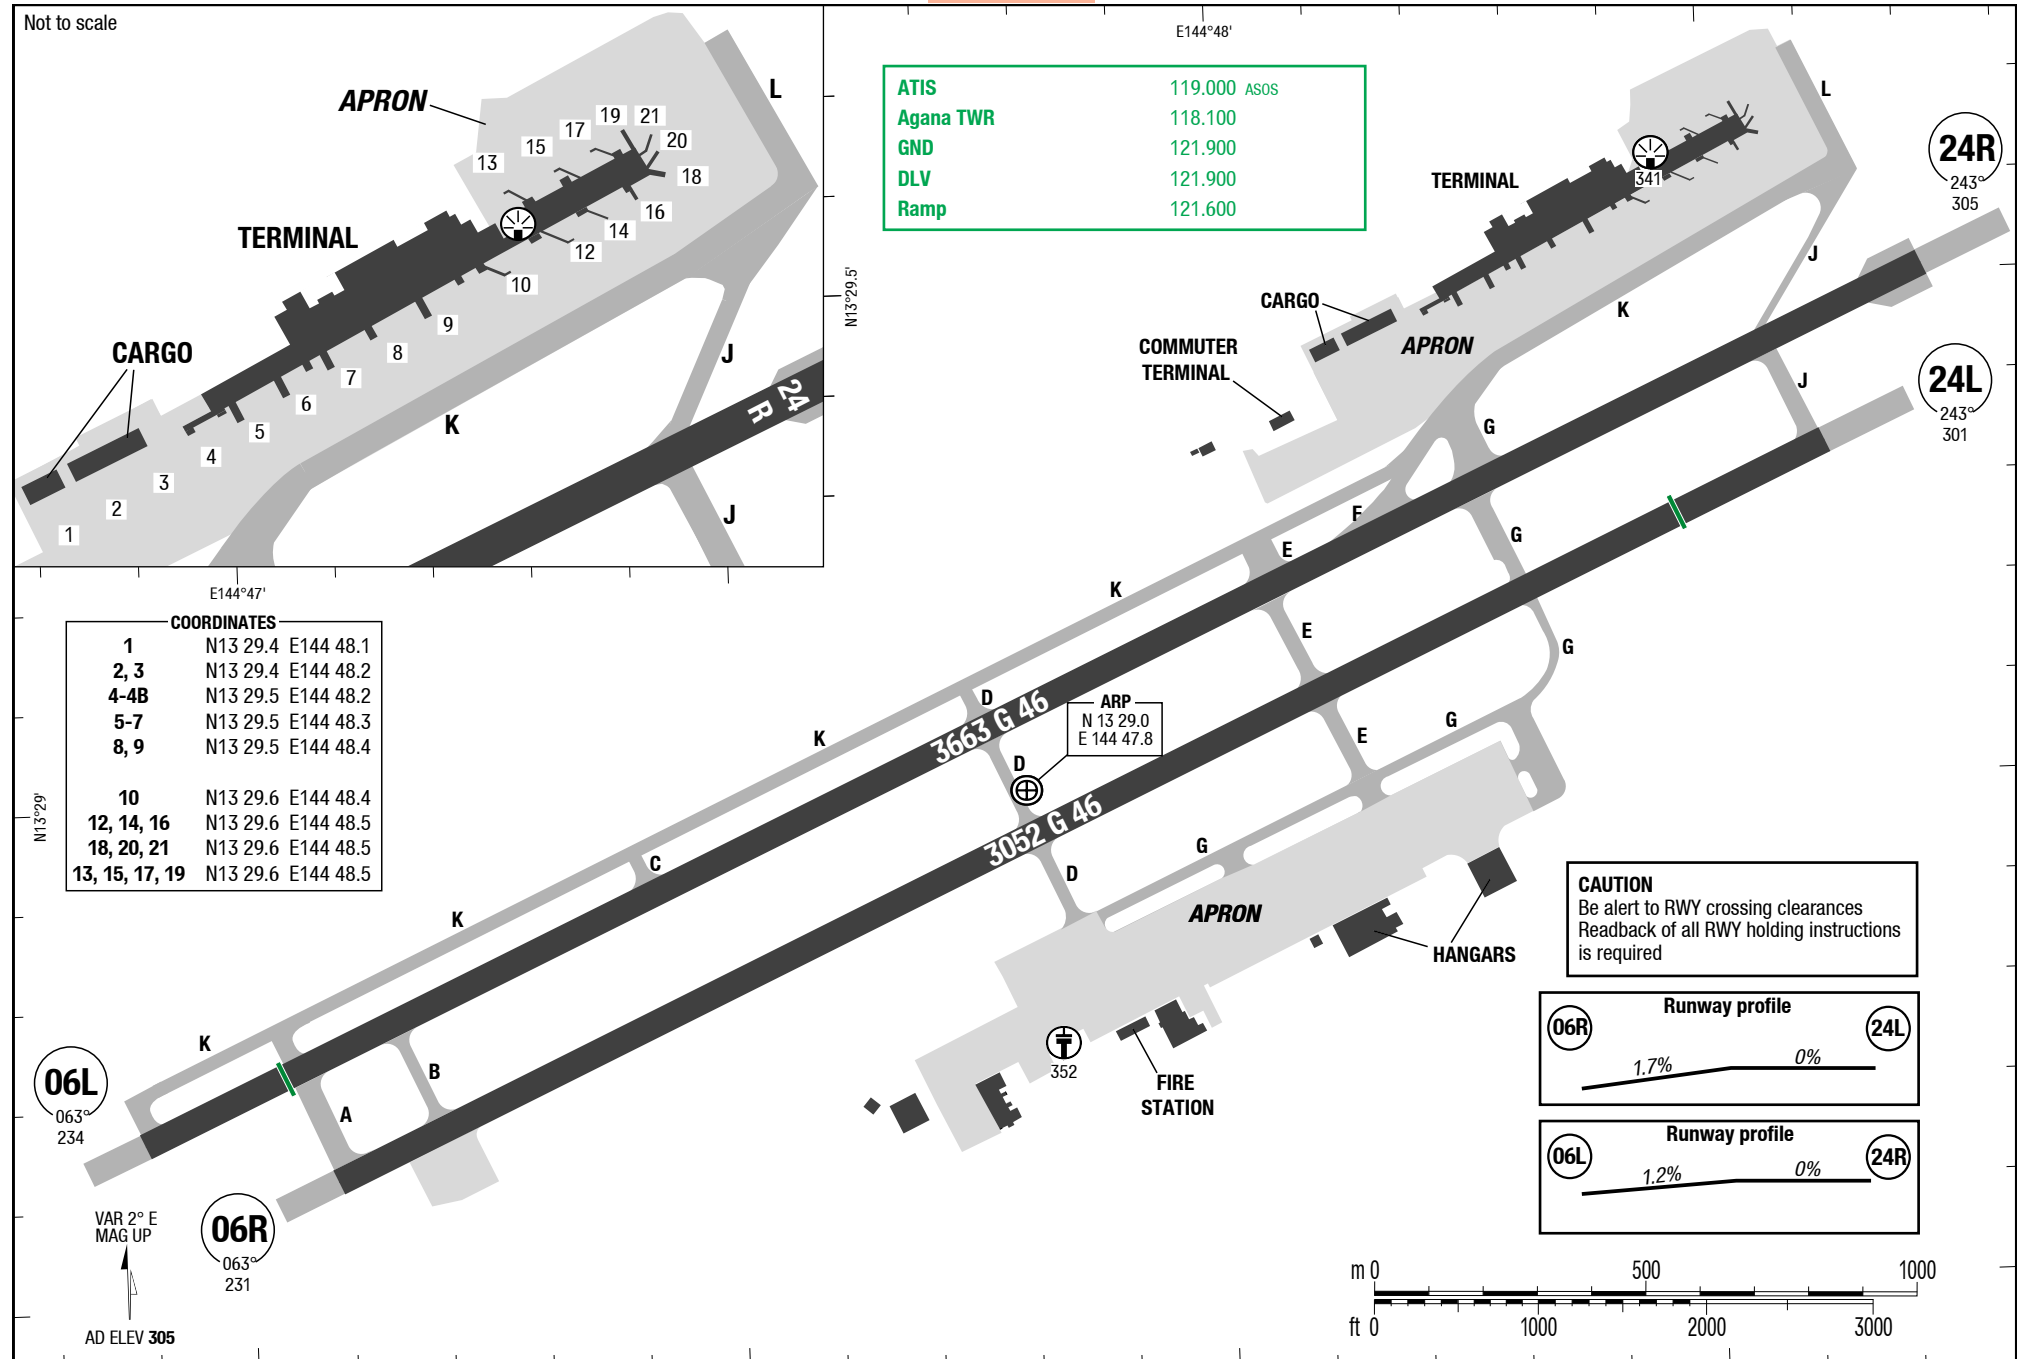 Not to scale
APRON
L
19 21
17
15
20
13
18
16
14
12
TERMINAL
10
9
8
7
6
5
4
3
2
1
CARGO
K
J
J
24
R
E144°48'
ATIS 119.000 ASOS
Agana TWR 118.100
GND 121.900
DLV 121.900
Ramp 121.600
N13°29.5'
L
24R
243°
305
TERMINAL
341
J
CARGO
K
APRON
COMMUTER
TERMINAL
24L
243°
301
J
G
F
E
G
K
E
G
E144°47'
COORDINATES
1 N13 29.4 E144 48.1
2, 3 N13 29.4 E144 48.2
4-4B N13 29.5 E144 48.2
5-7 N13 29.5 E144 48.3
8, 9 N13 29.5 E144 48.4
10 N13 29.6 E144 48.4
12, 14, 16 N13 29.6 E144 48.5
18, 20, 21 N13 29.6 E144 48.5
13, 15, 17, 19 N13 29.6 E144 48.5
N13°29'
D
3663 G 46
ARP
N 13 29.0
E 144 47.8
K
D
E
G
3052 G 46
G
C
D
K
APRON
HANGARS
CAUTION
Be alert to RWY crossing clearances
Readback of all RWY holding instructions
is required
K
B
A
352
FIRE
STATION
06L
063°
234
06R
063°
231
Runway profile
06R
24L
1.7%
0%
Runway profile
06L
24R
1.2%
0%
VAR 2° E
MAG UP
AD ELEV 305
m 0 500 1000
ft 0 1000 2000 3000